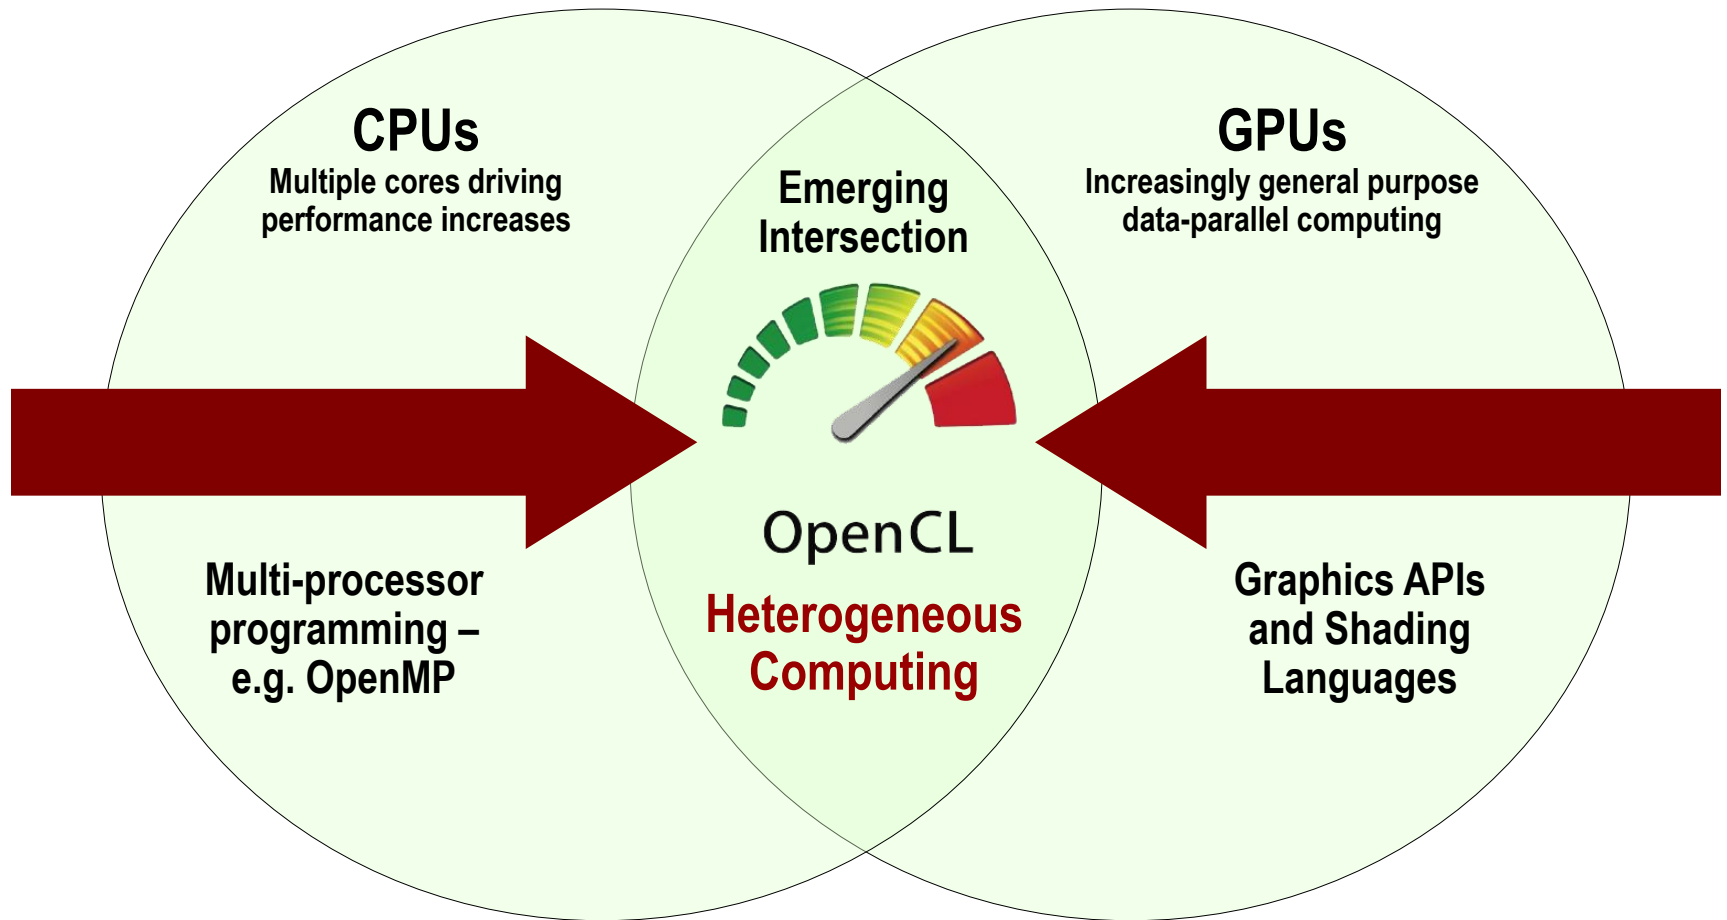 CPUs
Multiple cores driving
performance increases
Emerging
Intersection
GPUs
Increasingly general purpose
data-parallel computing
OpenCL
Heterogeneous
Computing
Multi-processor
programming –
e.g. OpenMP
Graphics APIs
and Shading
Languages